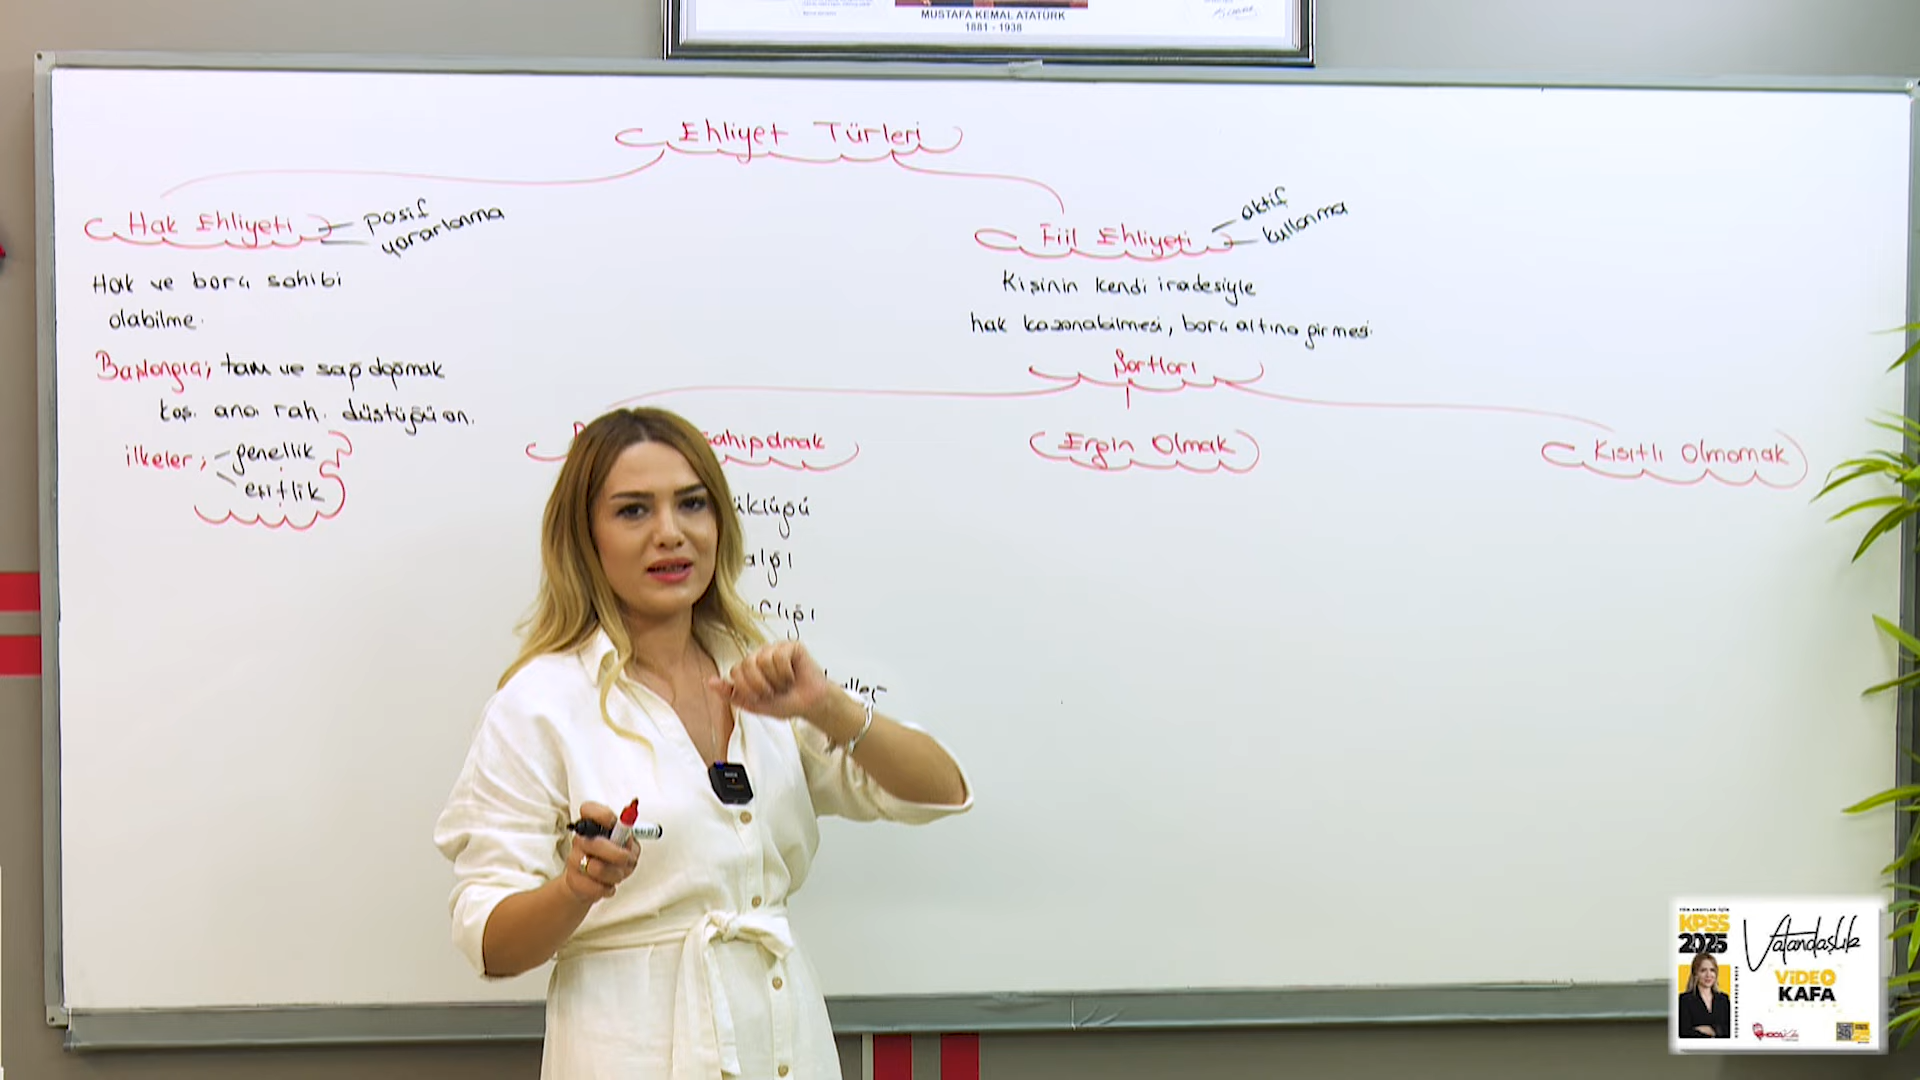 MUSTAFA KEMAL ATATÜRK
1881 - 1938
Ehliyet Türleri
Hak Ehliyeti
pasif
yararlanma
Hak ve borç sahibi
olabilme.
Başlangıç; tam ve sağ doğmak
koş. ana rah. düştüğü an.
ilkeler; genellik
eşitlik
Fiil Ehliyeti
aktif
kullanma
Kişinin kendi iradesiyle
hak kazanabilmesi, borç altına girmesi
Şartları
sahip olmak
Ergin Olmak
Kısıtlı Olmamak
KPSS
2025
Vatandaşlık
VİDEO
KAFA